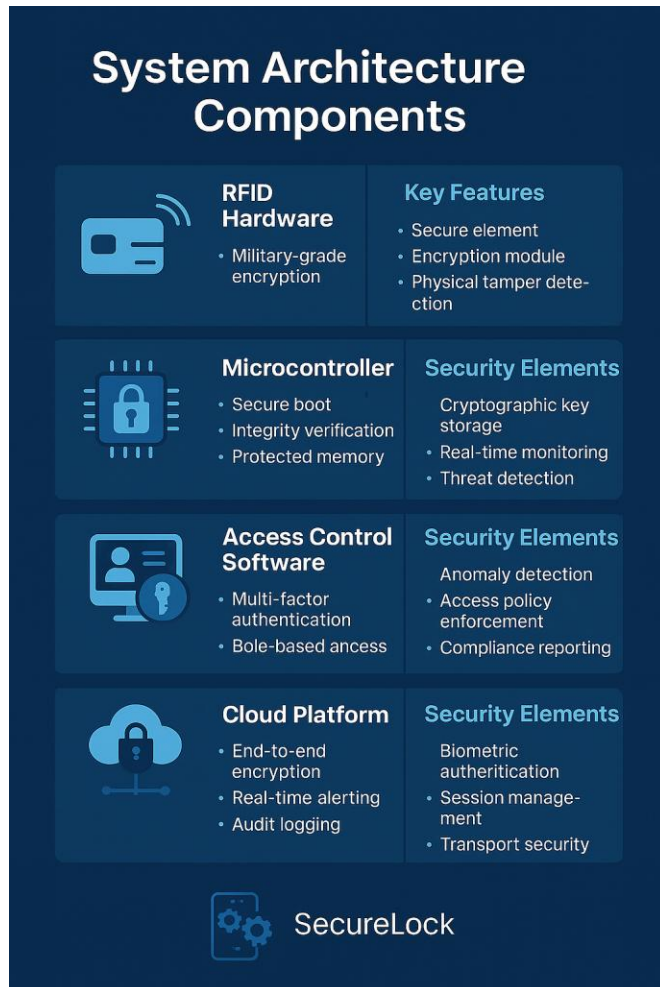 System Architecture
Components
RFID
Hardware
• Military-grade
encryption
Key Features
• Secure element
• Encryption module
• Physical tamper dete-
ction
Microcontroller
• Secure boot
• Integrity verification
• Protected memory
Security Elements
Cryptographic key
storage
• Real-time monitoring
• Threat detection
Access Control
Software
• Multi-factor
authentication
• Bole-based ancess
Security Elements
Anomaly detection
• Access policy
enforcement
• Compliance reporting
Cloud Platform
• End-to-end
encryption
• Real-time alerting
• Audit logging
Security Elements
Biometric
autheritication
• Session manage-
ment
• Transport security
SecureLock